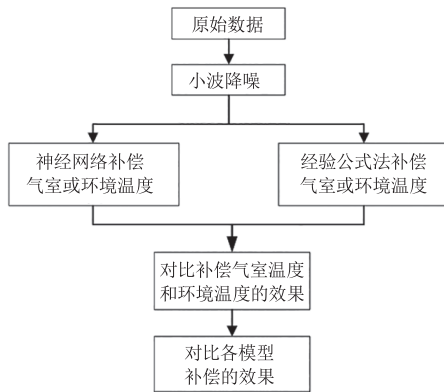 原始数据
小波降噪
神经网络补偿
气室或环境温度
经验公式法补偿
气室或环境温度
对比补偿气室温度
和环境温度的效果
对比各模型
补偿的效果